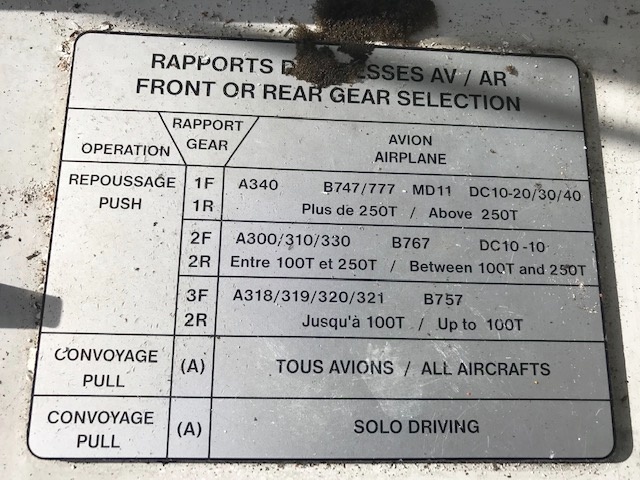 RAPPORTS AV / AR
FRONT OR REAR GEAR SELECTION
OPERATION
RAPPORT
GEAR
AVION
AIRPLANE
REPOUSSAGE
PUSH
1F A340 B747/777 MD11 DC10-20/30/40
1R Plus de 250T / Above 250T
2F A300/310/330 B767 DC10-10
2R Entre 100T et 250T / Between 100T and 250T
3F A318/319/320/321 B757
2R Jusqu'à 100T / Up to 100T
CONVOYAGE
PULL
(A) TOUS AVIONS / ALL AIRCRAFTS
CONVOYAGE
PULL
(A) SOLO DRIVING